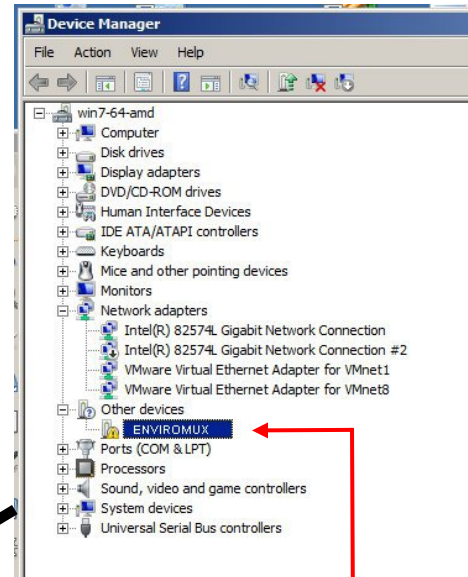 Device Manager
File Action View Help
win7-64-amd
Computer
Disk drives
Display adapters
DVD/CD-ROM drives
Human Interface Devices
IDE ATA/ATAPI controllers
Keyboards
Mice and other pointing devices
Monitors
Network adapters
Intel(R) 82574L Gigabit Network Connection
Intel(R) 82574L Gigabit Network Connection #2
VMware Virtual Ethernet Adapter for VMnet1
VMware Virtual Ethernet Adapter for VMnet8
Other devices
ENVIROMUX
Ports (COM & LPT)
Processors
Sound, video and game controllers
System devices
Universal Serial Bus controllers